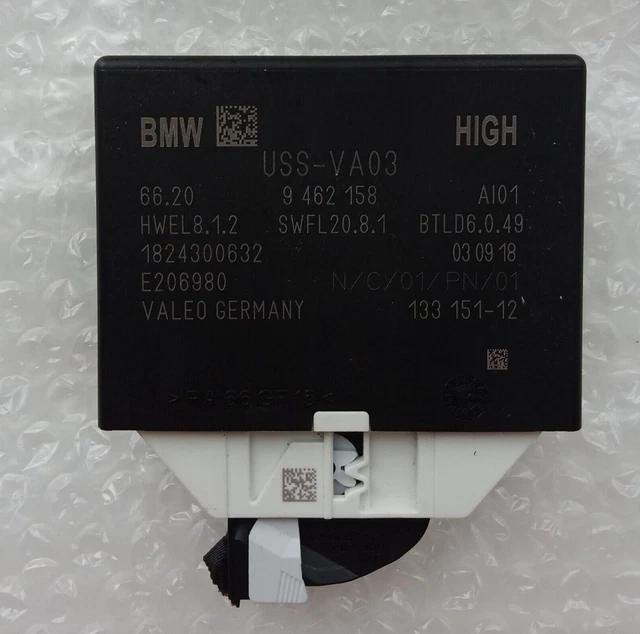 BMW HIGH
USS-VA03
66.20 9 462 158 AI01
HWEL8.1.2 SWFL20.8.1 BTLD6.0.49
1824300632 03 09 18
E206980 N/C/01/PN/01
VALEO GERMANY 133 151-12
>PA66GF15<